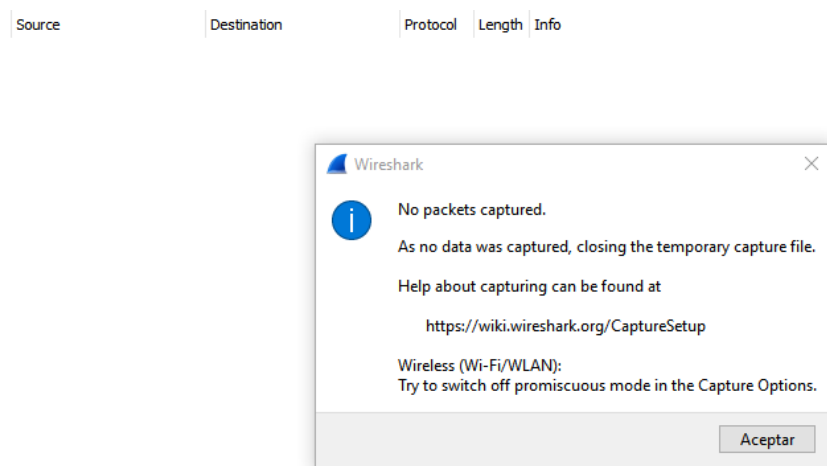 Source Destination Protocol Length Info
Wireshark
No packets captured.
As no data was captured, closing the temporary capture file.
Help about capturing can be found at
https://wiki.wireshark.org/CaptureSetup
Wireless (Wi-Fi/WLAN):
Try to switch off promiscuous mode in the Capture Options.
Aceptar